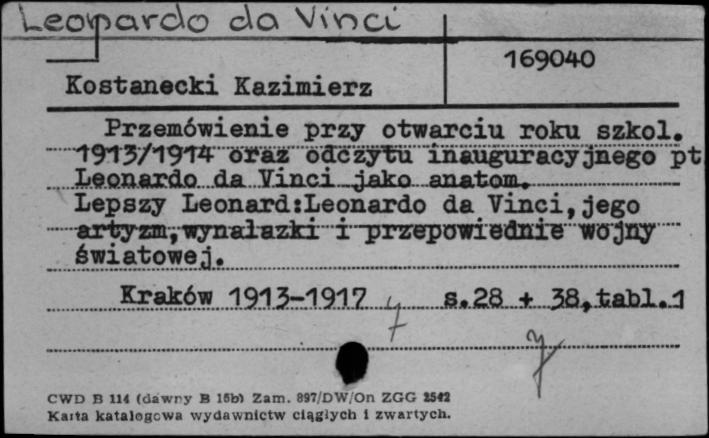 Leonardo da Vinci
169040
Kostanecki Kazimierz
Przemówienie przy otwarciu roku szkol.
1913/1914 oraz odczytu inauguracyjnego pt
Leonardo da Vinci jako anatom.
Lepszy Leonard:Leonardo da Vinci,jego
artyzm,wynalazki i przepowiednie wojny
światowej.
Kraków 1913-1917 s.28 + 38,tabl.1
CWD B 114 (dawny B 16b) Zam. 897/DW/On ZGG 2542
Karta katalogowa wydawnictw ciągłych i zwartych.